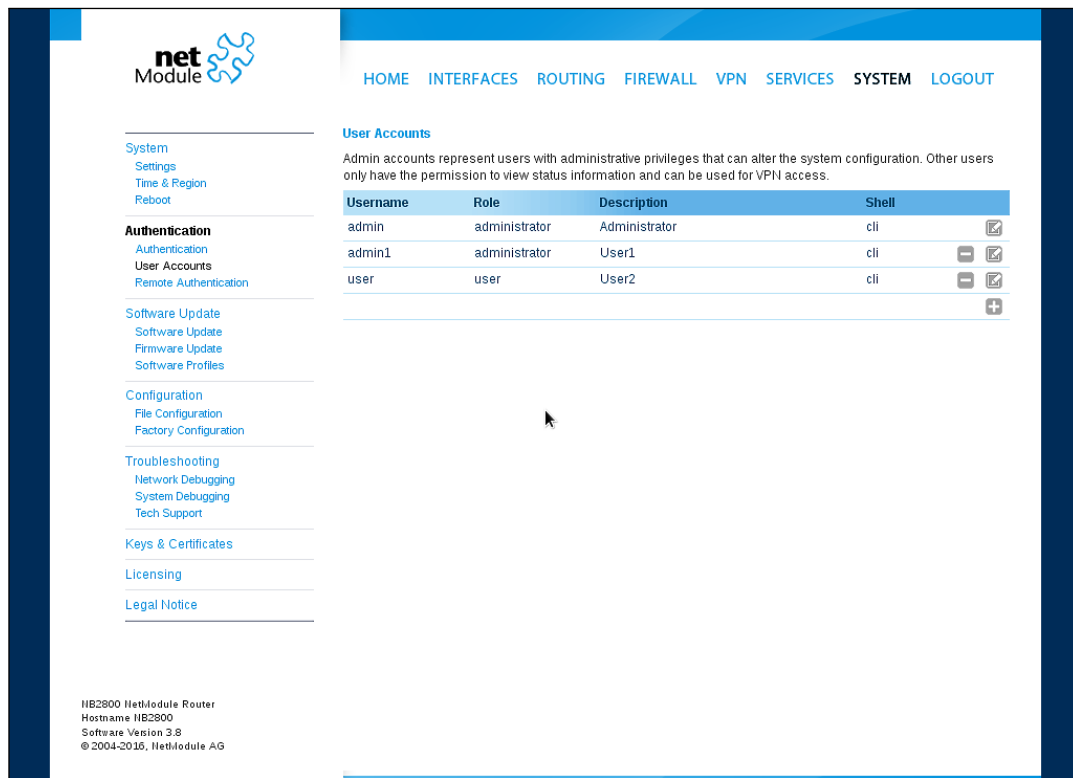 net
Module
HOME INTERFACES ROUTING FIREWALL VPN SERVICES SYSTEM LOGOUT
System
Settings
Time & Region
Reboot
Authentication
Authentication
User Accounts
Remote Authentication
Software Update
Software Update
Firmware Update
Software Profiles
Configuration
File Configuration
Factory Configuration
Troubleshooting
Network Debugging
System Debugging
Tech Support
Keys & Certificates
Licensing
Legal Notice
NB2800 NetModule Router
Hostname NB2800
Software Version 3.8
© 2004-2016, NetModule AG
User Accounts
Admin accounts represent users with administrative privileges that can alter the system configuration. Other users
only have the permission to view status information and can be used for VPN access.
Username Role Description Shell
admin administrator Administrator cli
admin1 administrator User1 cli
user user User2 cli